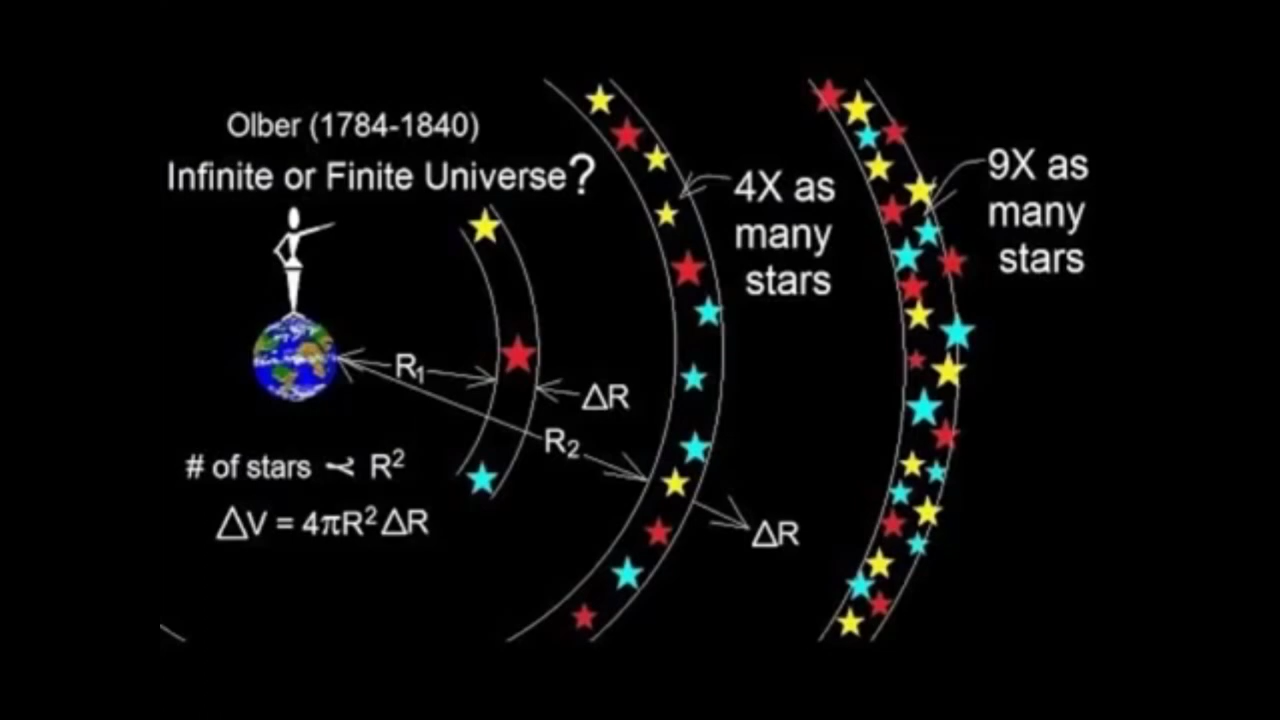 Olber (1784-1840)
Infinite or Finite Universe?
4X as
many
stars
9X as
many
stars
R₁
ΔR
R₂
# of stars ∝ R²
ΔV = 4πR²ΔR
ΔR